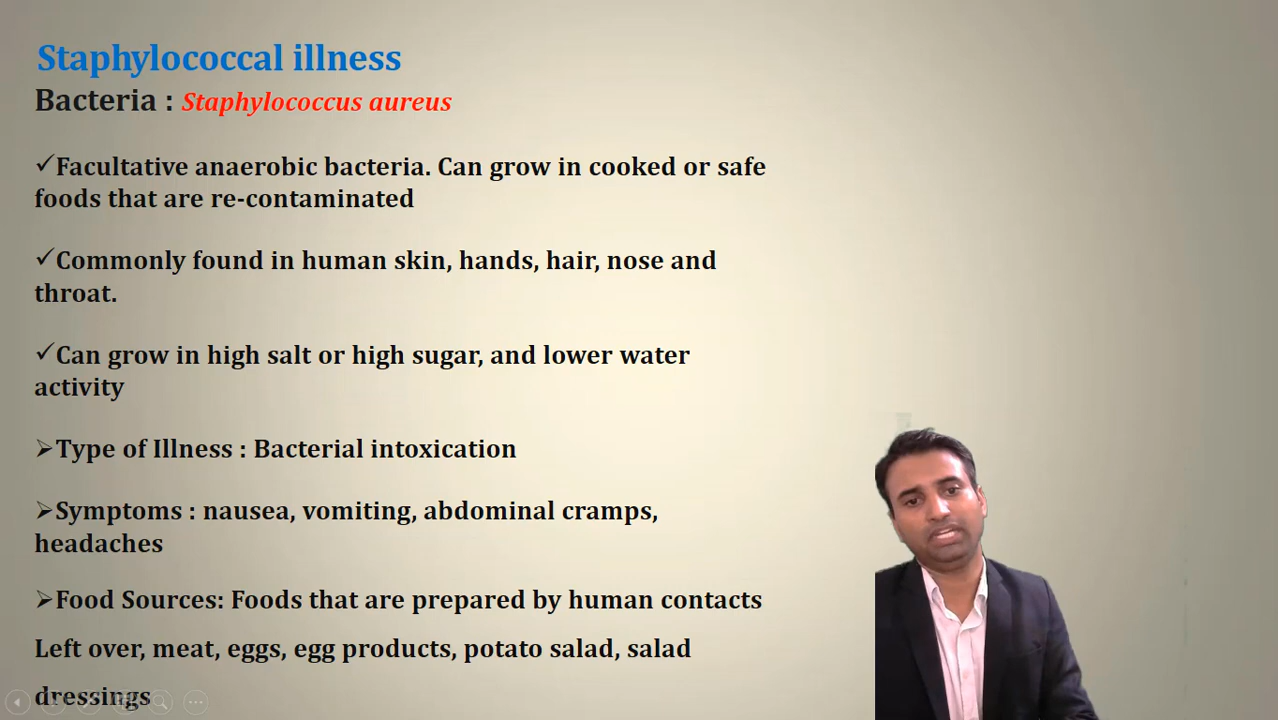 Staphylococcal illness
Bacteria : Staphylococcus aureus
✓Facultative anaerobic bacteria. Can grow in cooked or safe
foods that are re-contaminated
✓Commonly found in human skin, hands, hair, nose and
throat.
✓Can grow in high salt or high sugar, and lower water
activity
➢Type of Illness : Bacterial intoxication
➢Symptoms : nausea, vomiting, abdominal cramps,
headaches
➢Food Sources: Foods that are prepared by human contacts
Left over, meat, eggs, egg products, potato salad, salad
dressings